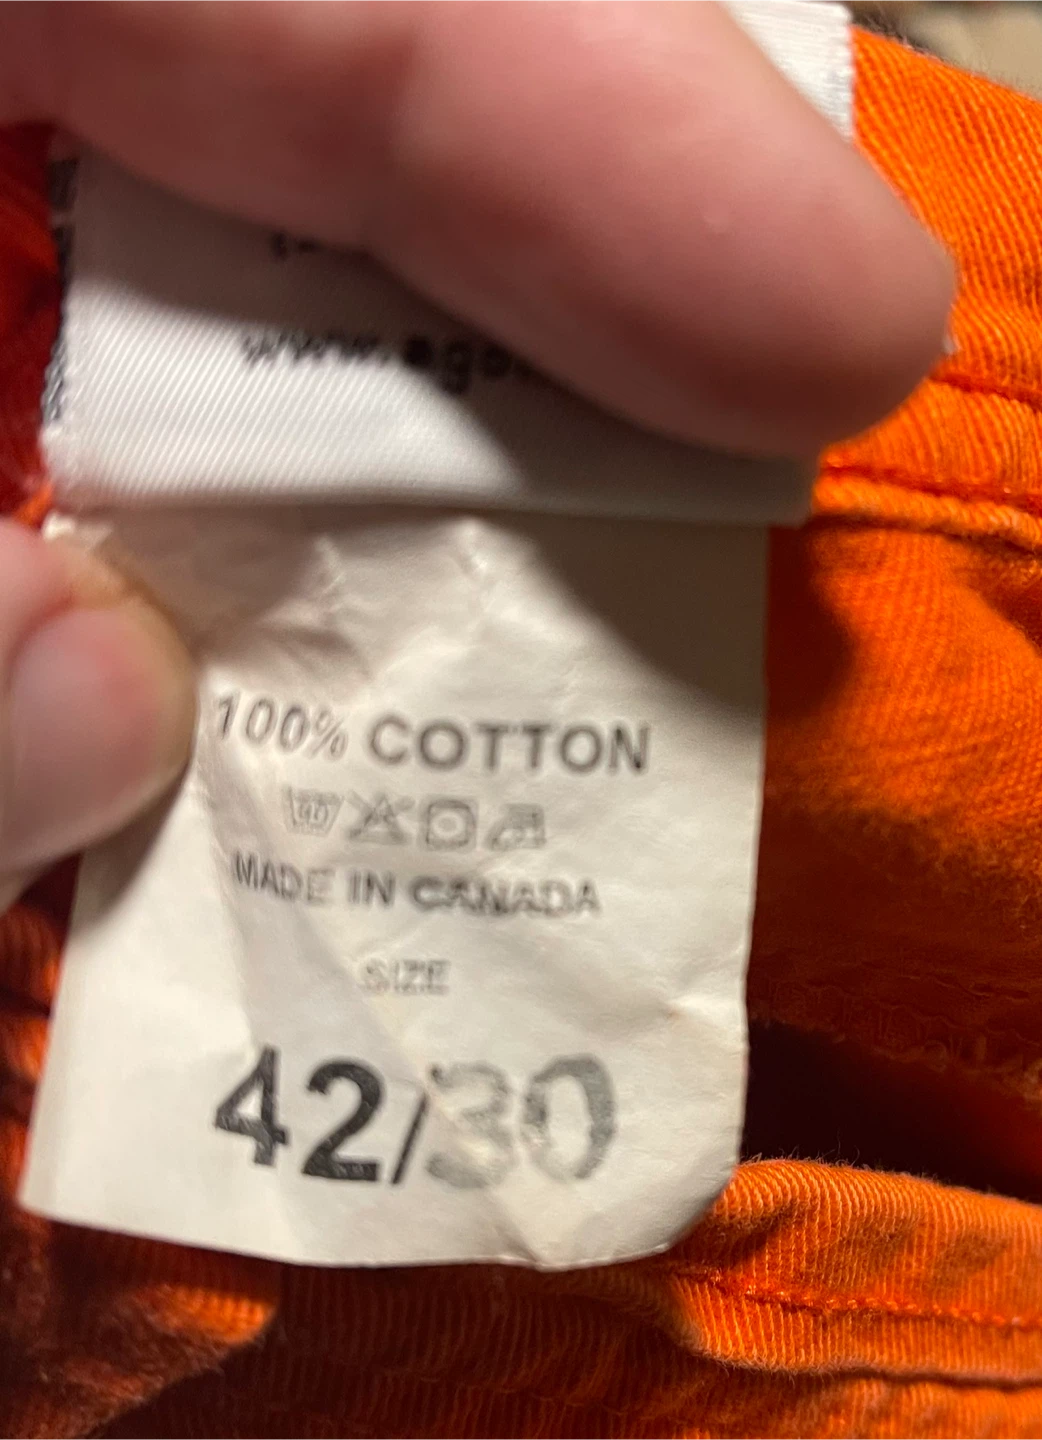 100% COTTON
MADE IN CANADA
SIZE
42/30